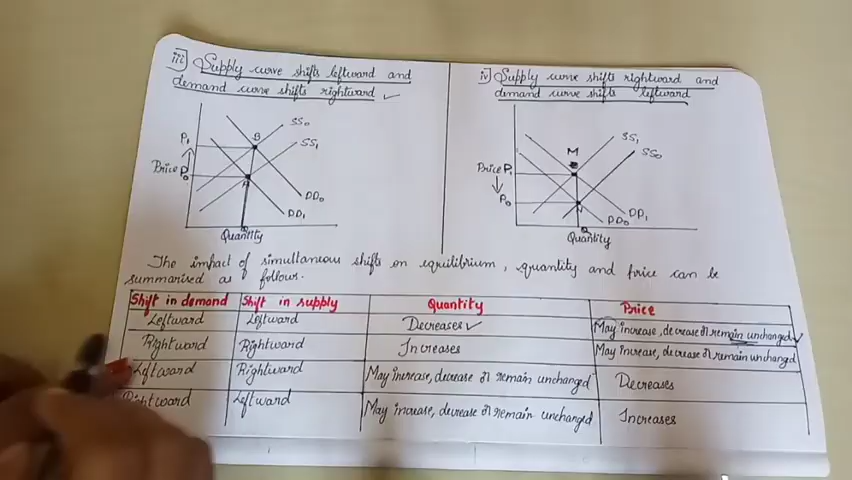 iii] Supply curve shifts leftward and
demand curve shifts rightward ✓
P1
Price P0
B
A
SS0
SS1
DD0
DD1
Quantity
iv] Supply curve shifts rightward and
demand curve shifts leftward
Price P1
P0
M
N
SS1
SS0
DD1
DD0
Quantity
The impact of simultaneous shifts on equilibrium, quantity and price can be
summarised as follows.
Shift in demand Shift in supply Quantity Price
Leftward Leftward Decreases ✓ May increase, decrease or remain unchanged ✓
Rightward Rightward Increases May increase, decrease or remain unchanged
Leftward Rightward May increase, decrease or remain unchanged Decreases
Rightward Leftward May increase, decrease or remain unchanged Increases